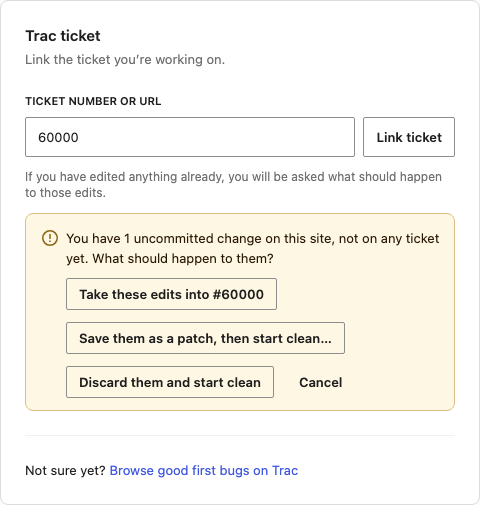 Trac ticket
Link the ticket you’re working on.
TICKET NUMBER OR URL
60000
Link ticket
If you have edited anything already, you will be asked what should happen
to those edits.
You have 1 uncommitted change on this site, not on any ticket
yet. What should happen to them?
Take these edits into #60000
Save them as a patch, then start clean...
Discard them and start clean
Cancel
Not sure yet? Browse good first bugs on Trac